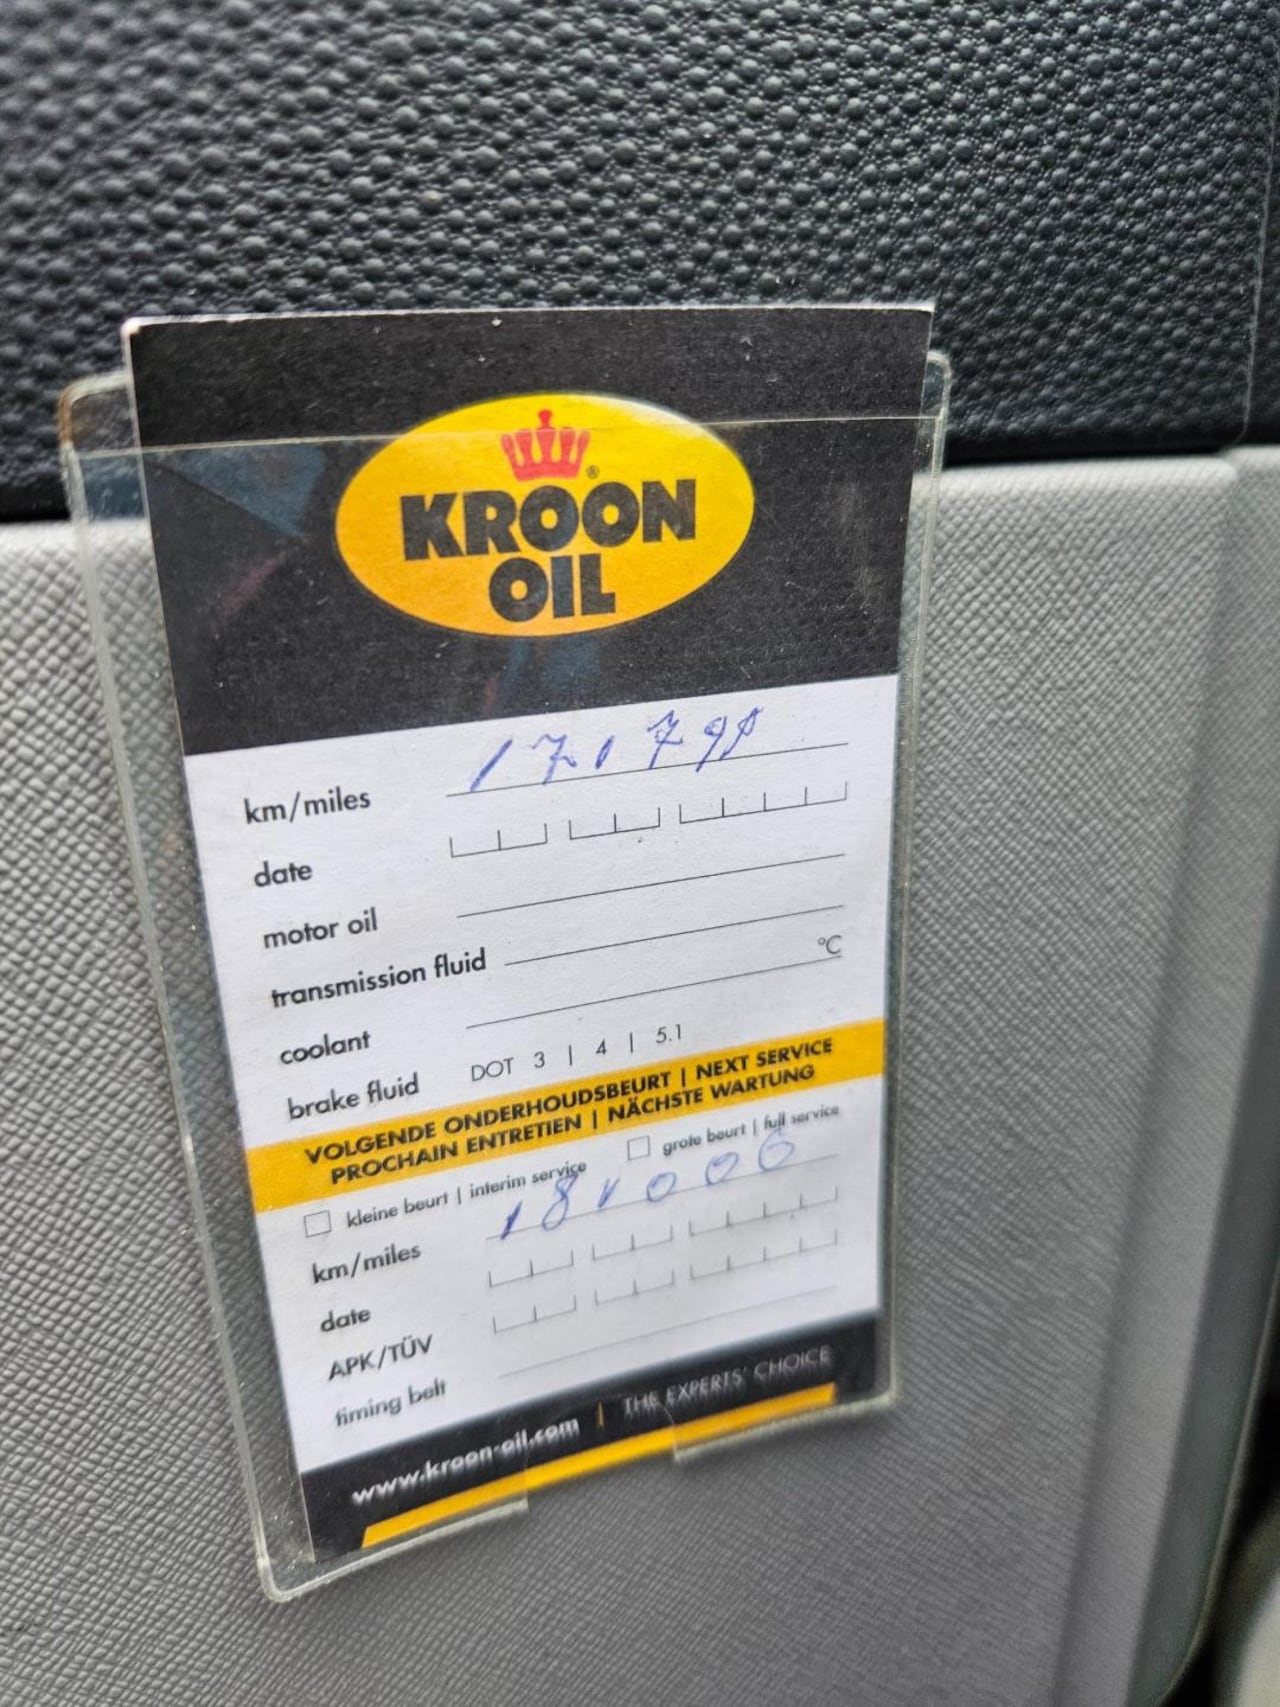 KROON
OIL
®
km/miles 1717
date
motor oil
transmission fluid
coolant °C
brake fluid DOT 3 | 4 | 5.1
VOLGENDE ONDERHOUDSBEURT | NEXT SERVICE
PROCHAIN ENTRETIEN | NÄCHSTE WARTUNG
kleine beurt | interim service grote beurt | full service
km/miles 181000
date
APK/TÜV
timing belt
www.kroon-oil.com | THE EXPERTS' CHOICE